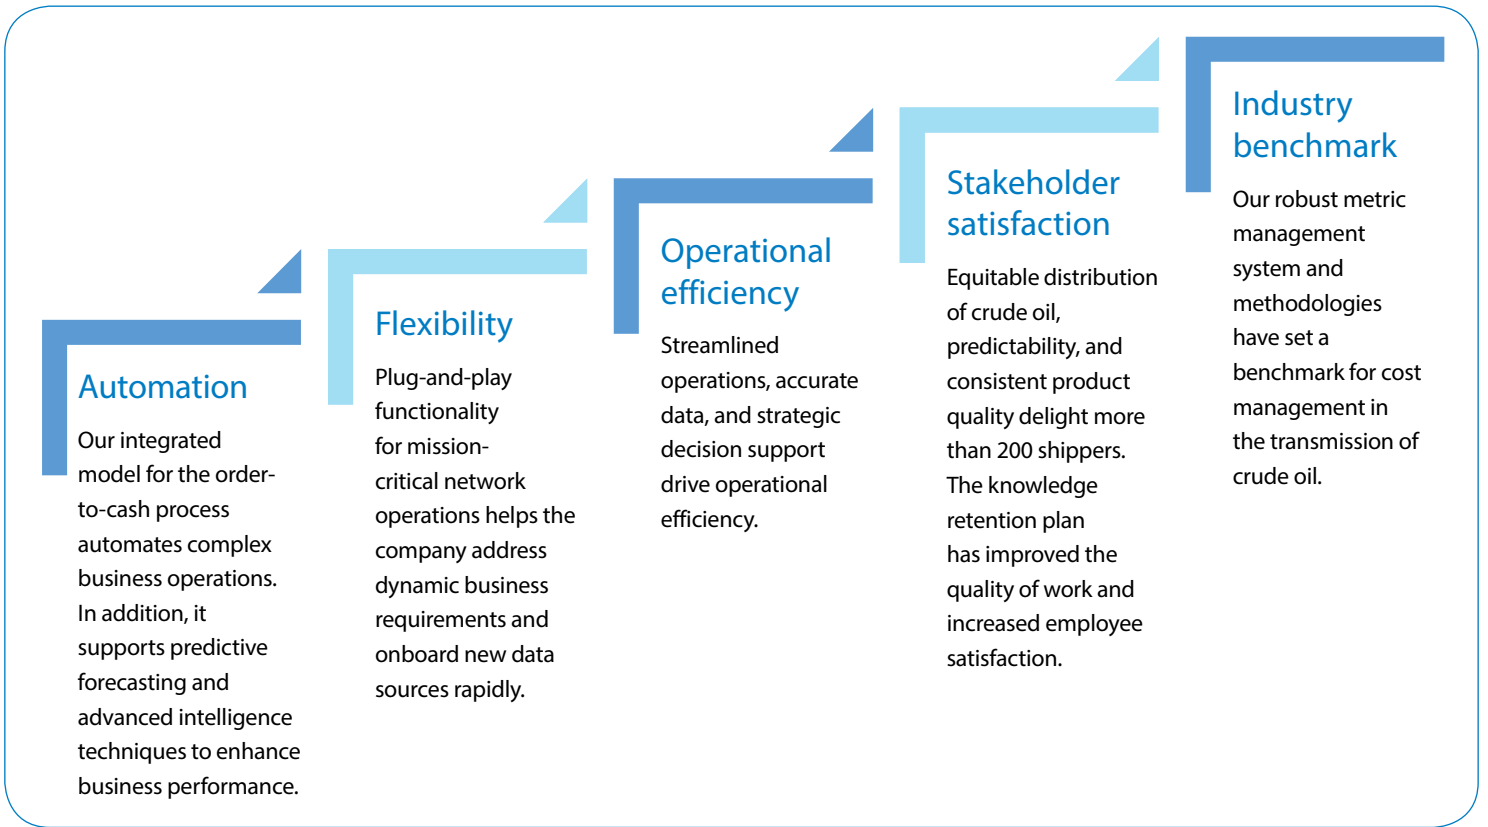 Automation
Our integrated
model for the order-
to-cash process
automates complex
business operations.
In addition, it
supports predictive
forecasting and
advanced intelligence
techniques to enhance
business performance.
Flexibility
Plug-and-play
functionality
for mission-
critical network
operations helps the
company address
dynamic business
requirements and
onboard new data
sources rapidly.
Operational
efficiency
Streamlined
operations, accurate
data, and strategic
decision support
drive operational
efficiency.
Stakeholder
satisfaction
Equitable distribution
of crude oil,
predictability, and
consistent product
quality delight more
than 200 shippers.
The knowledge
retention plan
has improved the
quality of work and
increased employee
satisfaction.
Industry
benchmark
Our robust metric
management
system and
methodologies
have set a
benchmark for cost
management in
the transmission of
crude oil.